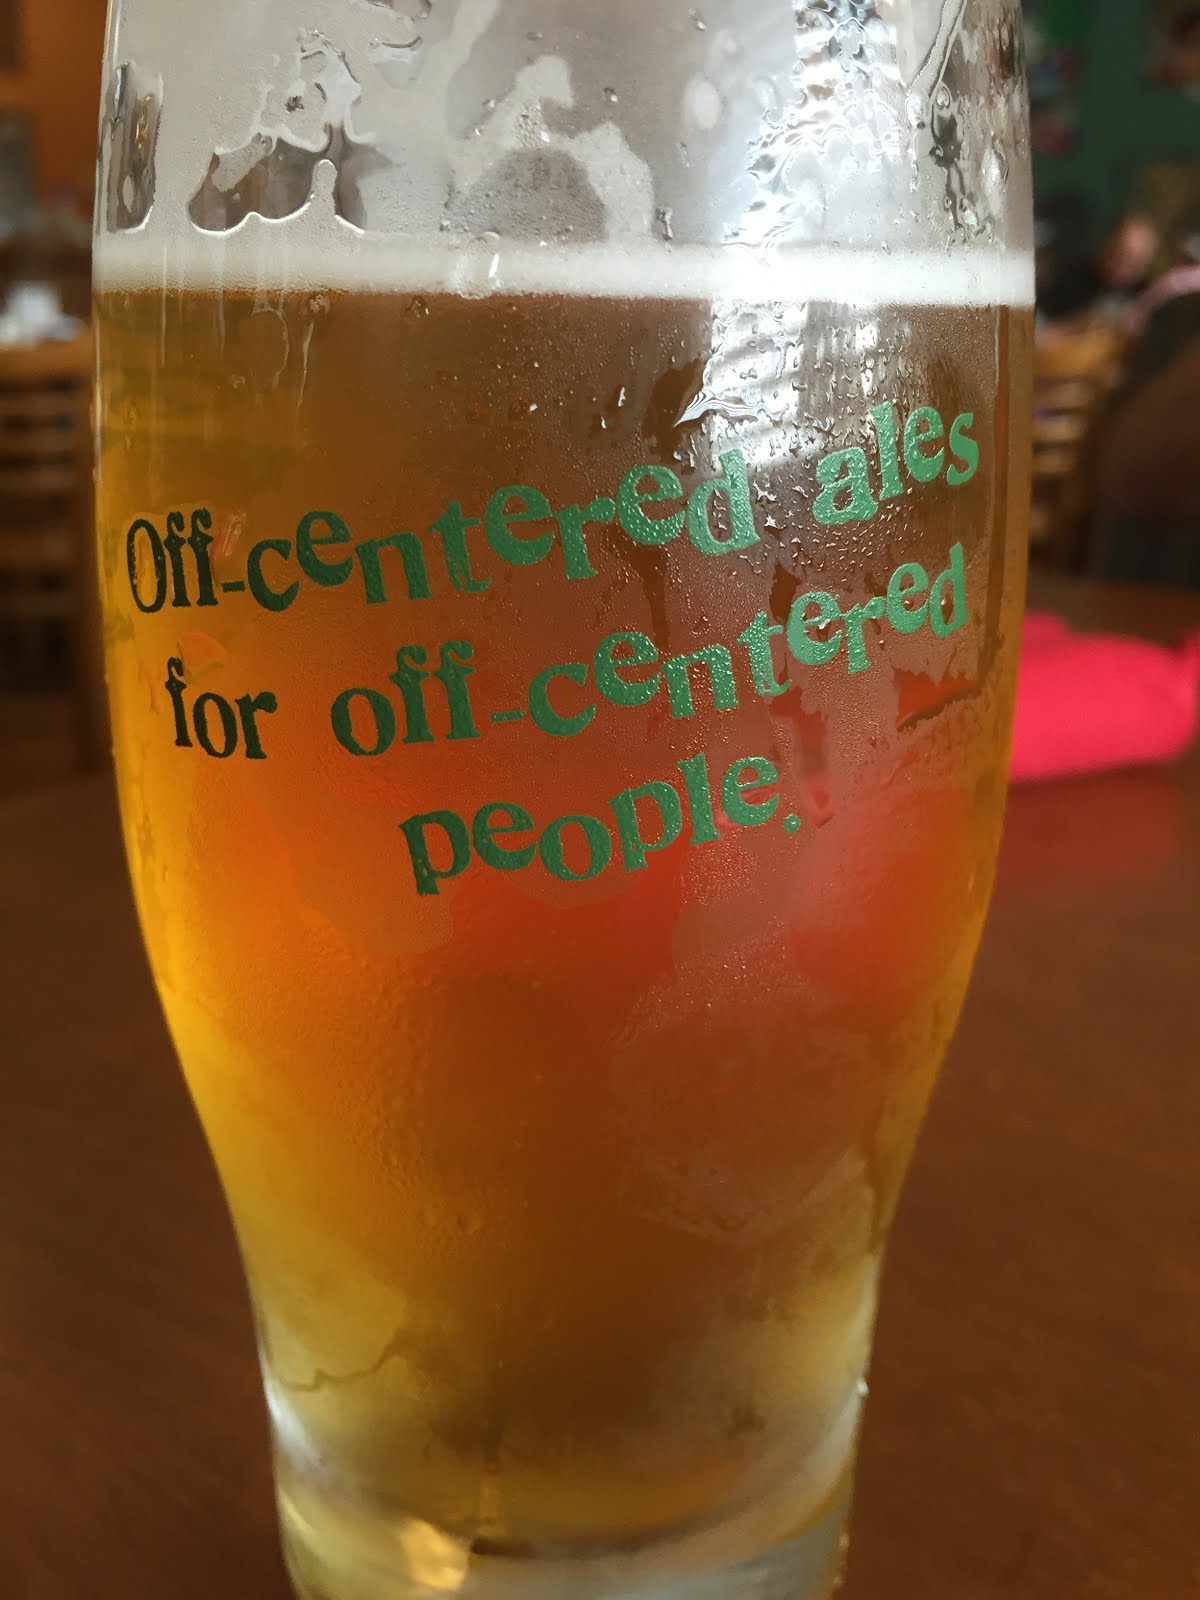 Off-centered ales
for off-centered
people.